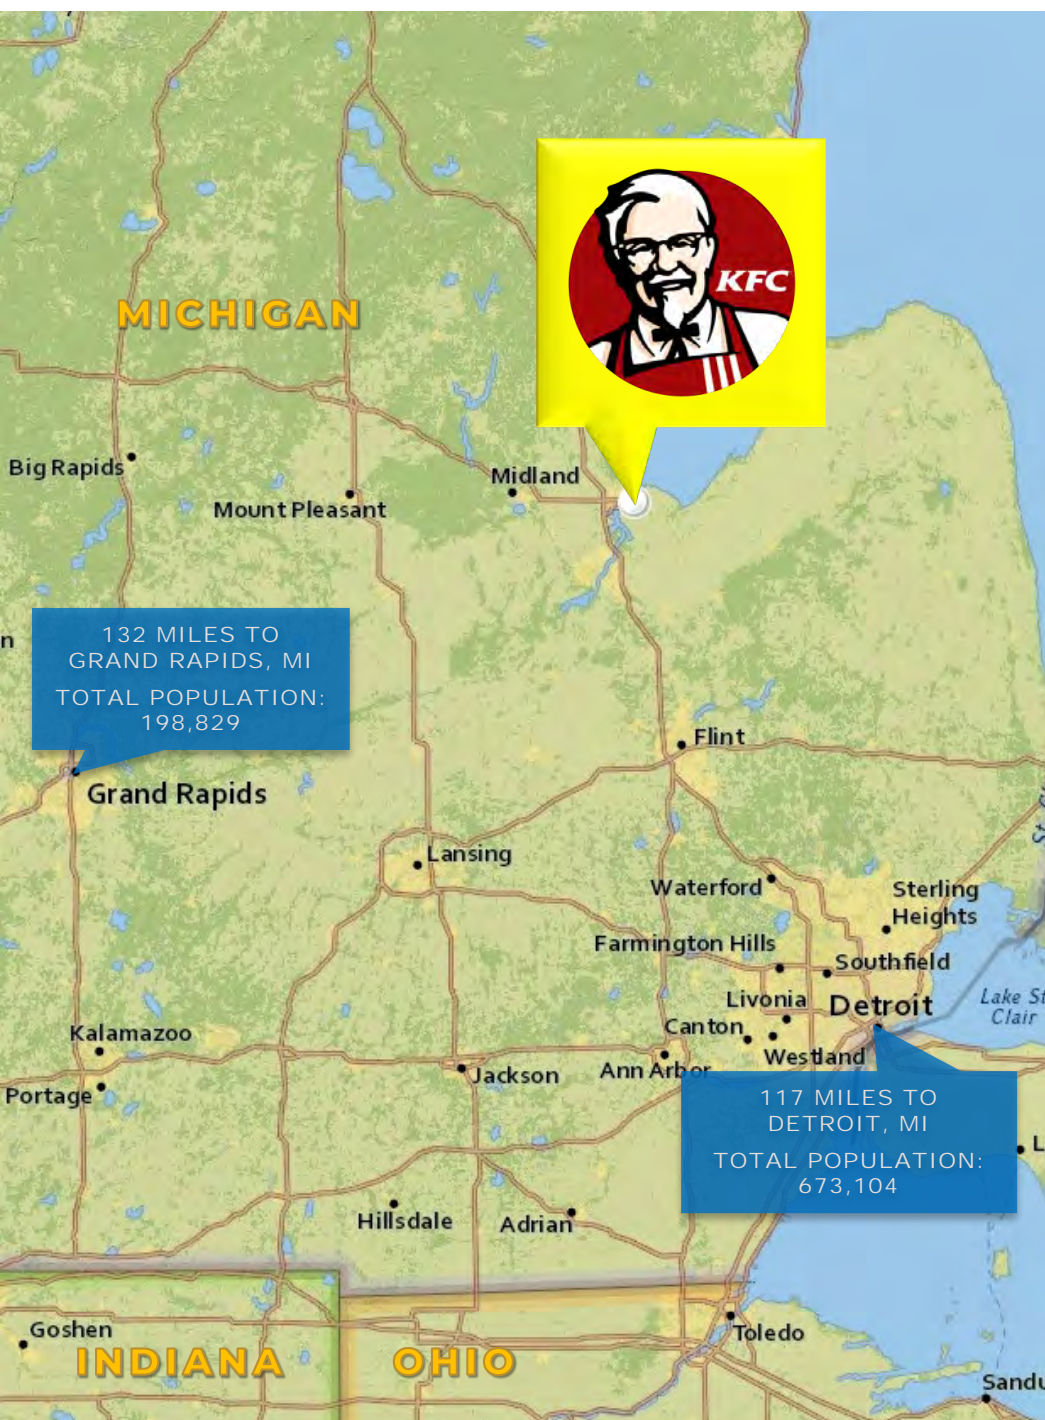 KFC
MICHIGAN
Big Rapids
Midland
Mount Pleasant
n
132 MILES TO
GRAND RAPIDS, MI
TOTAL POPULATION:
198,829
Flint
Grand Rapids
Lansing
Waterford
Sterling
Heights
Farmington Hills
Southfield
Livonia
Detroit
Lake St
Clair
Canton
Kalamazoo
Westland
Jackson
Ann Arbor
Portage
117 MILES TO
DETROIT, MI
TOTAL POPULATION:
673,104
L
Hillsdale
Adrian
Goshen
Toledo
INDIANA
OHIO
Sandu